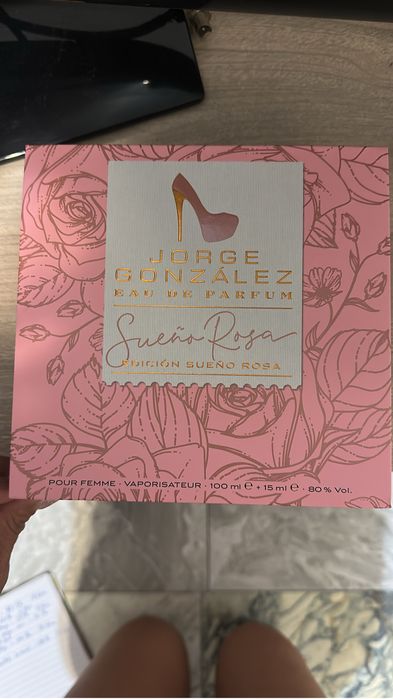 JORGE
GONZÁLEZ
EAU DE PARFUM
Sueño Rosa
EDICIÓN SUEÑO ROSA
POUR FEMME · VAPORISATEUR · 100 ml ℮ + 15 ml ℮ · 80 % Vol.